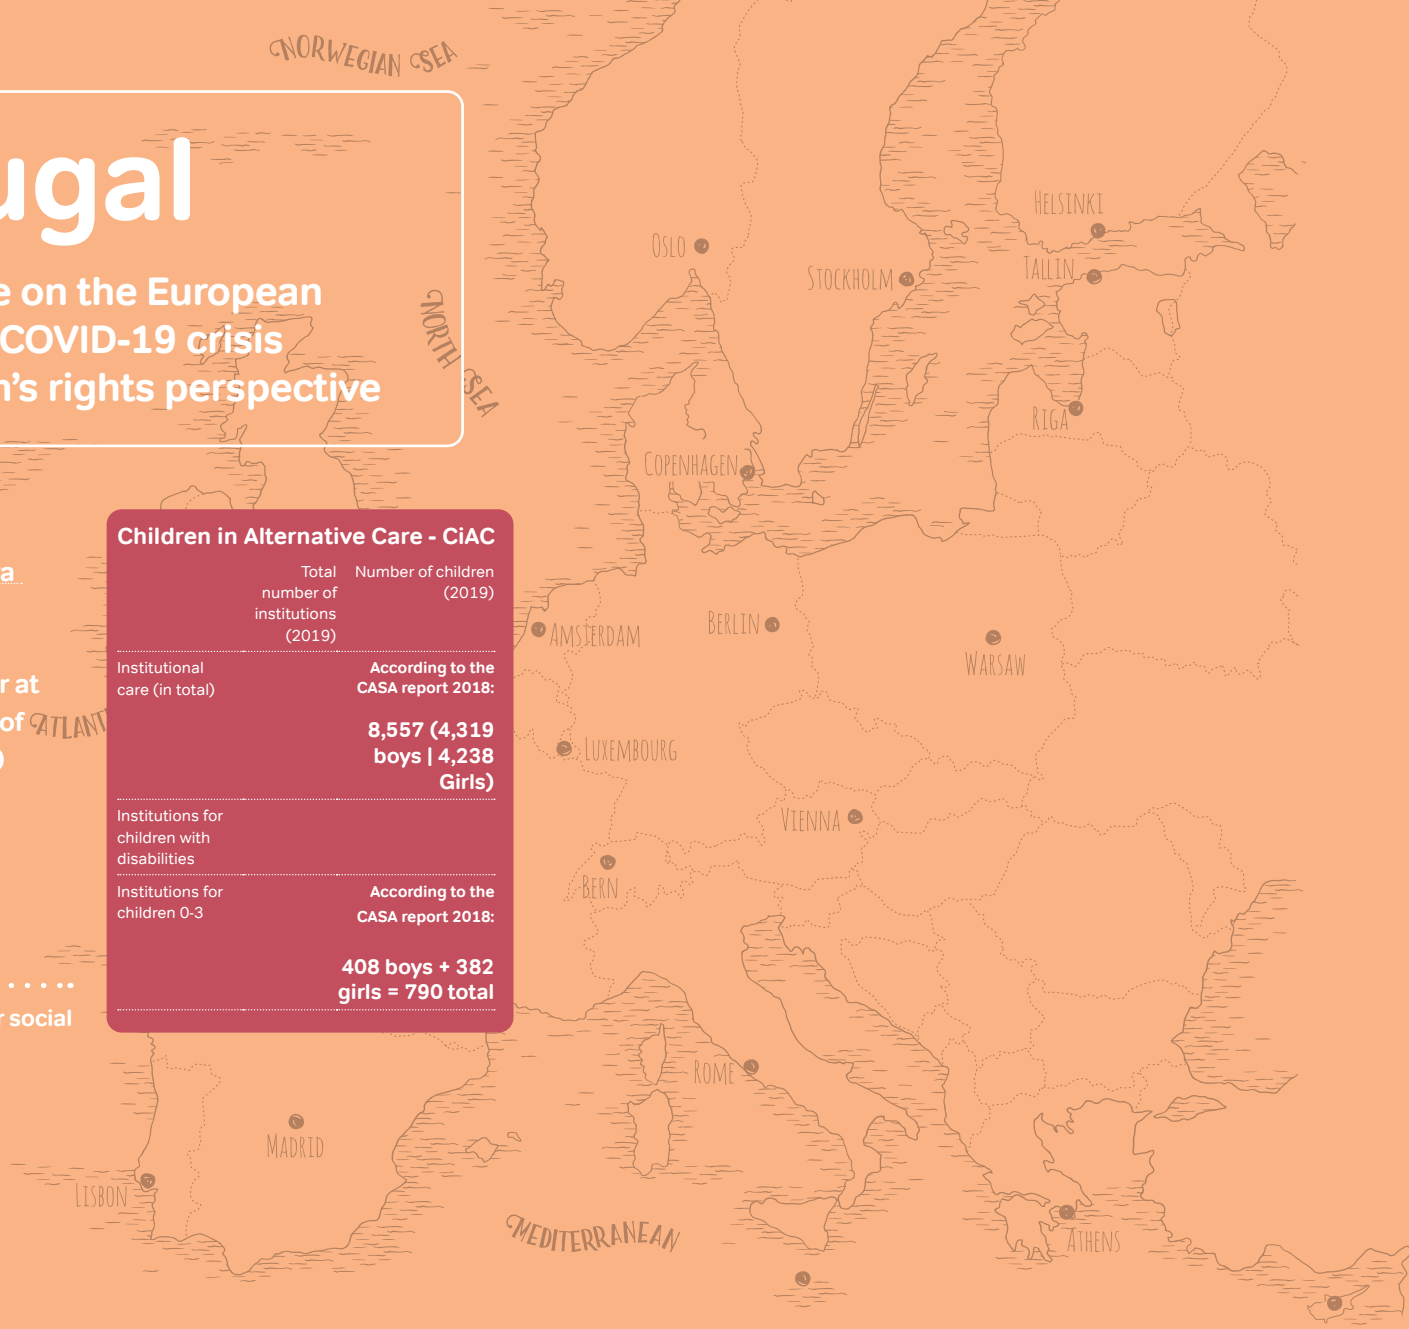 NORWEGIAN SEA
ugal
e on the European
COVID-19 crisis
n's rights perspective
NORTH SEA
HELSINKI
OSLO
STOCKHOLM
TALLIN
RIGA
COPENHAGEN
a
r at
of
)
r social
ATLANT
Children in Alternative Care - CiAC
Total
number of
institutions
(2019)
Number of children
(2019)
Institutional
care (in total)
According to the
CASA report 2018:
8,557 (4,319
boys | 4,238
Girls)
Institutions for
children with
disabilities
Institutions for
children 0-3
According to the
CASA report 2018:
408 boys + 382
girls = 790 total
AMSTERDAM
BERLIN
WARSAW
LUXEMBOURG
VIENNA
BERN
ROME
MADRID
LISBON
MEDITERRANEAN
ATHENS